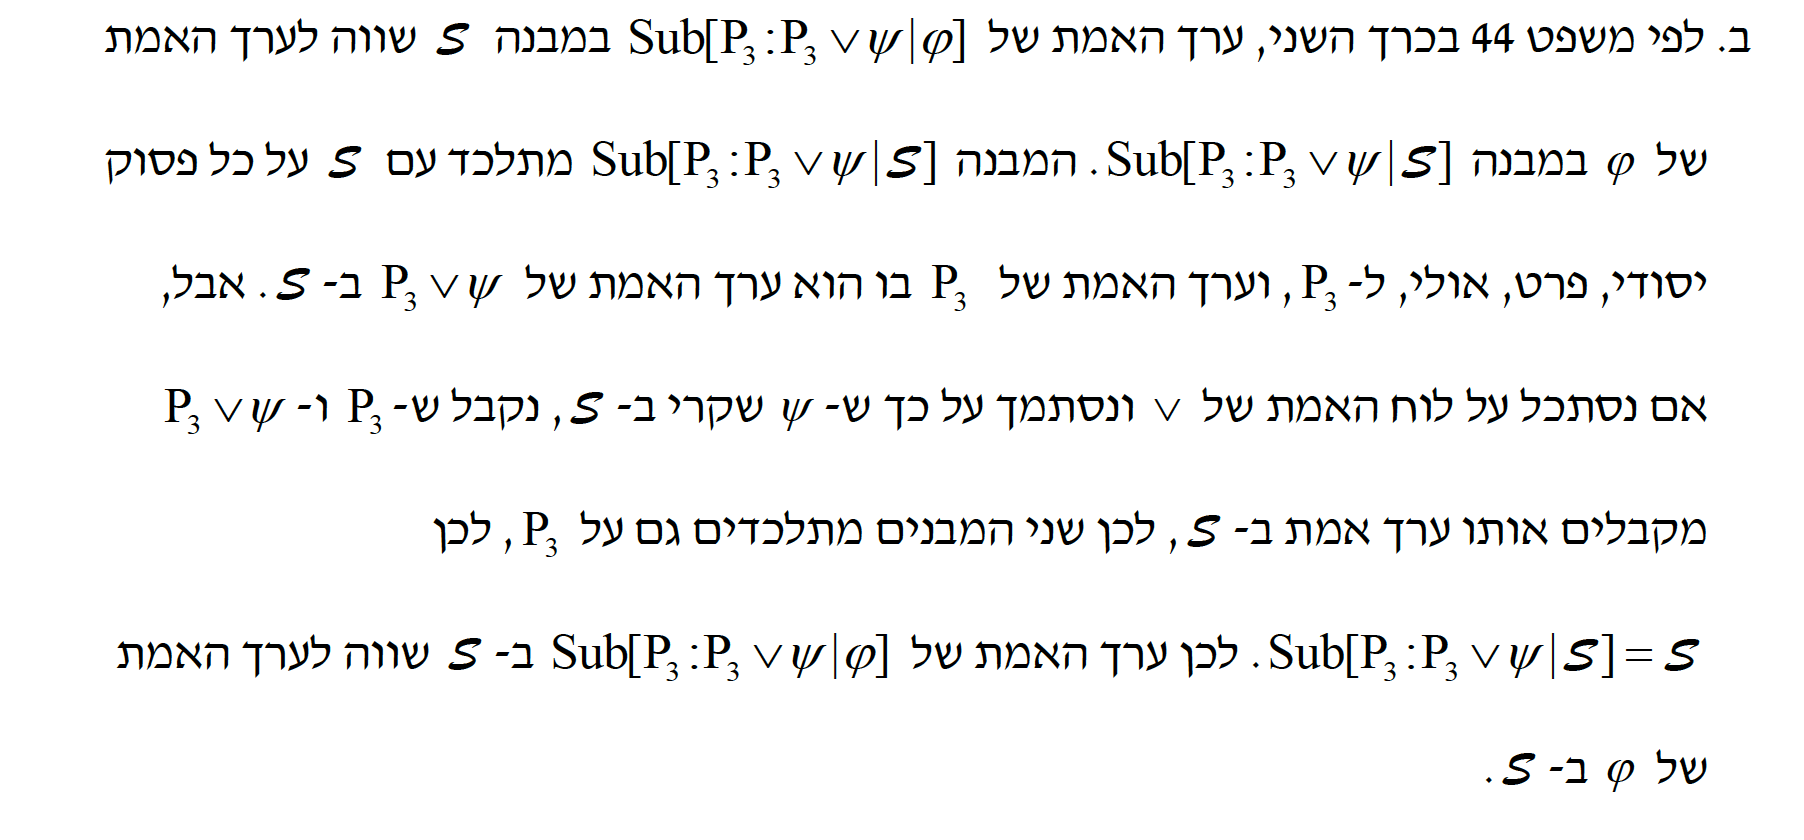 ב. לפי משפט 44 בכרך השני, ערך האמת של Sub[P₃:P₃∨ψ|φ] במבנה S שווה לערך האמת
של φ במבנה Sub[P₃:P₃∨ψ|S]. המבנה Sub[P₃:P₃∨ψ|S] מתלכד עם S על כל פסוק
יסודי, פרט, אולי, ל-P₃, וערך האמת של P₃ בו הוא ערך האמת של P₃∨ψ ב- S. אבל,
אם נסתכל על לוח האמת של ∨ ונסתמך על כך ש- ψ שקרי ב- S, נקבל ש-P₃ ו- P₃∨ψ
מקבלים אותו ערך אמת ב- S, לכן שני המבנים מתלכדים גם על P₃, לכן
Sub[P₃:P₃∨ψ|S]=S. לכן ערך האמת של Sub[P₃:P₃∨ψ|φ] ב- S שווה לערך האמת
של φ ב- S.